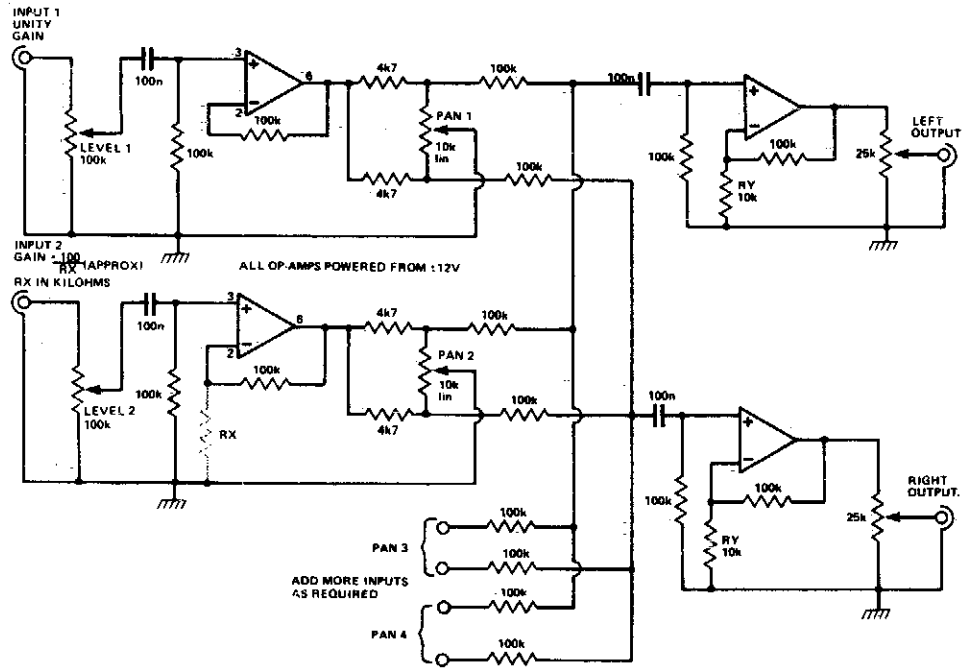 INPUT 1
UNITY
GAIN
LEVEL 1
100k
100n
100k
3
2
6
100k
4k7
4k7
PAN 1
10k
lin
100k
100k
100n
100k
100k
RY
10k
25k
LEFT
OUTPUT
INPUT 2
GAIN = 100
RX (APPROX)
RX IN KILOHMS
ALL OP-AMPS POWERED FROM ±12V
LEVEL 2
100k
100n
100k
3
2
6
100k
RX
4k7
4k7
PAN 2
10k
lin
100k
100k
100n
100k
100k
RY
10k
25k
RIGHT
OUTPUT.
PAN 3
100k
100k
ADD MORE INPUTS
AS REQUIRED
PAN 4
100k
100k